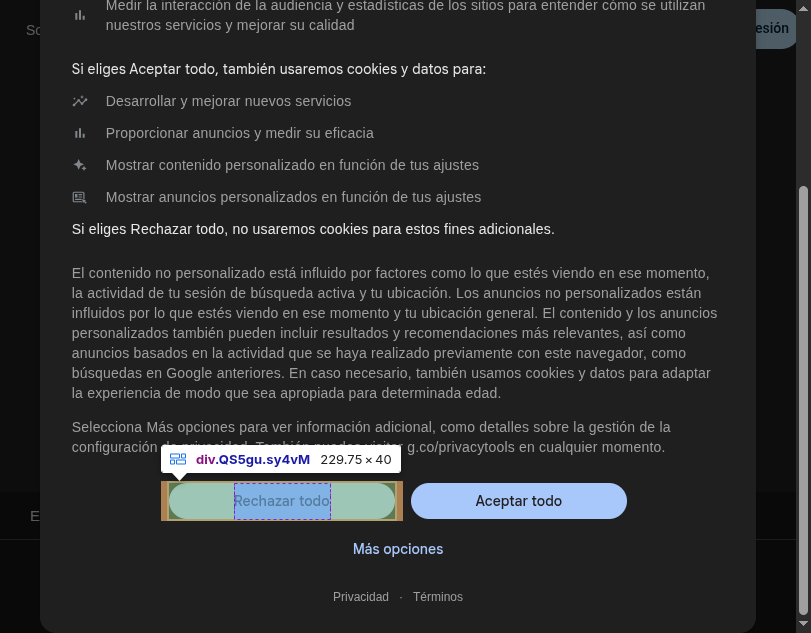 Medir la interacción de la audiencia y estadísticas de los sitios para entender cómo se utilizan
nuestros servicios y mejorar su calidad
esión
Si eliges Aceptar todo, también usaremos cookies y datos para:
Desarrollar y mejorar nuevos servicios
Proporcionar anuncios y medir su eficacia
Mostrar contenido personalizado en función de tus ajustes
Mostrar anuncios personalizados en función de tus ajustes
Si eliges Rechazar todo, no usaremos cookies para estos fines adicionales.
El contenido no personalizado está influido por factores como lo que estés viendo en ese momento,
la actividad de tu sesión de búsqueda activa y tu ubicación. Los anuncios no personalizados están
influidos por lo que estés viendo en ese momento y tu ubicación general. El contenido y los anuncios
personalizados también pueden incluir resultados y recomendaciones más relevantes, así como
anuncios basados en la actividad que se haya realizado previamente con este navegador, como
búsquedas en Google anteriores. En caso necesario, también usamos cookies y datos para adaptar
la experiencia de modo que sea apropiada para determinada edad.
Selecciona Más opciones para ver información adicional, como detalles sobre la gestión de la
configuración de privacidad. También puedes visitar g.co/privacytools en cualquier momento.
div.QS5gu.sy4vM 229.75 × 40
Rechazar todo Aceptar todo
Más opciones
Privacidad · Términos